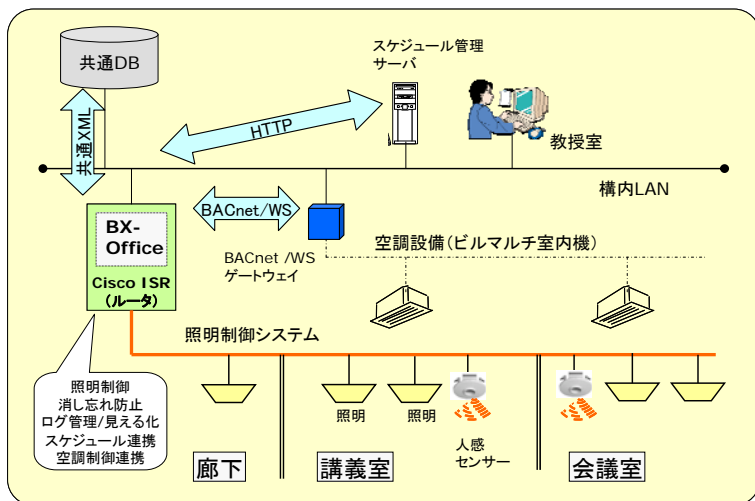 共通DB
スケジュール管理
サーバ
教授室
共通XML
HTTP
構内LAN
BX-
Office
Cisco ISR
(ルータ)
BACnet/WS
BACnet /WS
ゲートウェイ
空調設備(ビルマルチ室内機)
照明制御システム
照明制御
消し忘れ防止
ログ管理/見える化
スケジュール連携
空調制御連携
照明
照明
人感
センサー
廊下
講義室
会議室